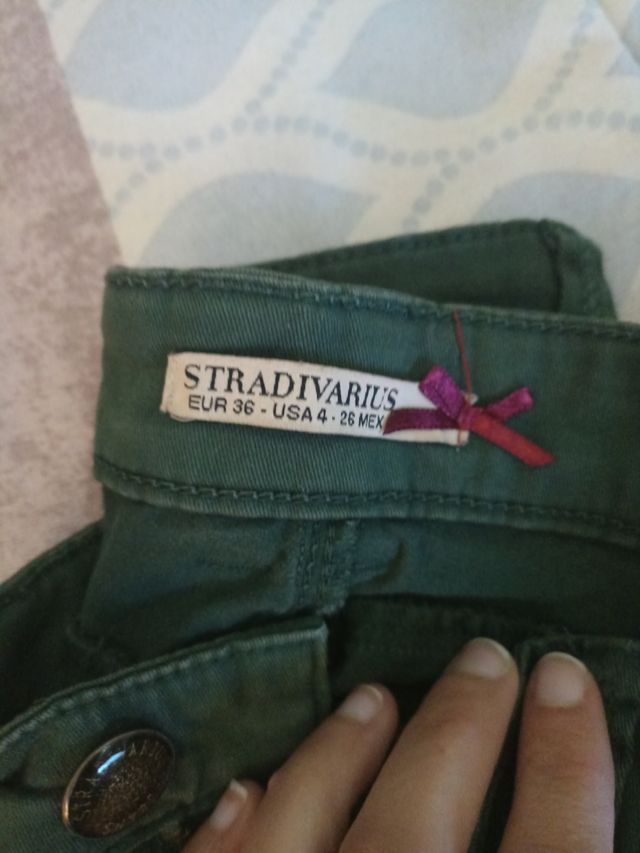 STRADIVARIUS
EUR 36 - USA 4 - 26 MEX